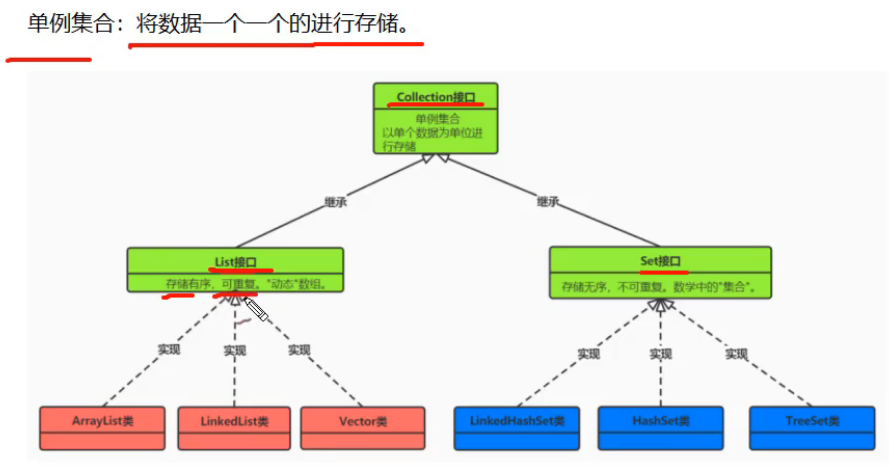 单例集合：将数据一个一个的进行存储。
Collection接口
单例集合
以单个数据为单位进
行存储
继承
继承
List接口
存储有序，可重复。"动态"数组。
Set接口
存储无序，不可重复。数学中的"集合"。
实现
实现
实现
实现
实现
实现
ArrayList类
LinkedList类
Vector类
LinkedHashSet类
HashSet类
TreeSet类